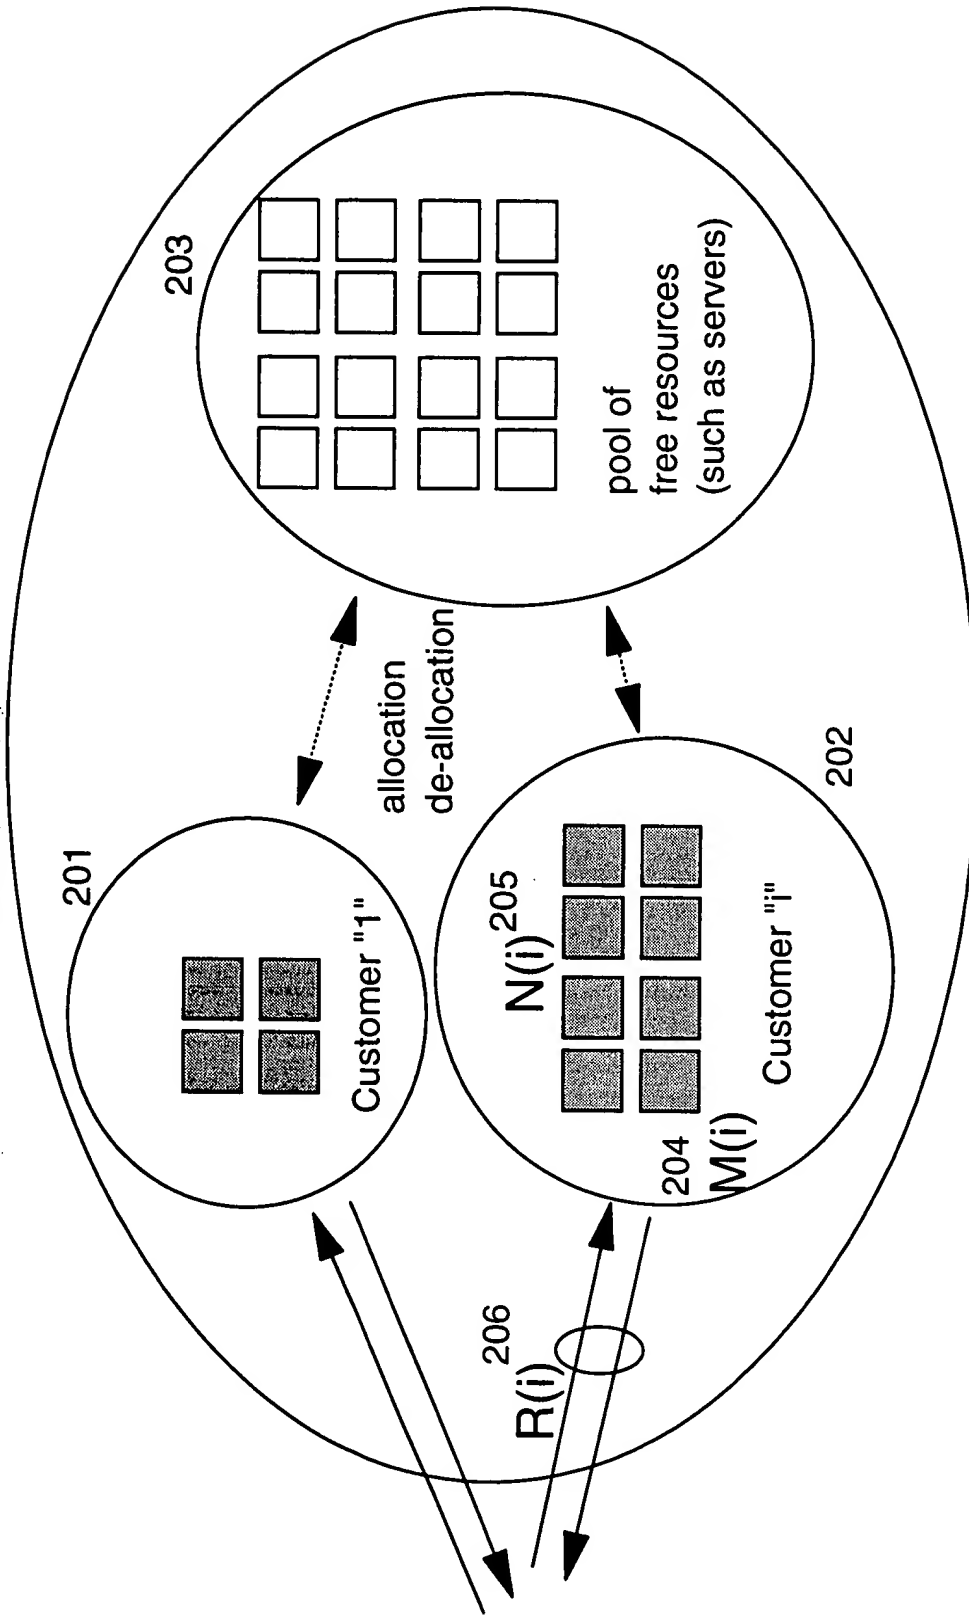 201
203
Customer "1"
allocation
de-allocation
206
R(i)
N(i)
205
pool of
free resources
(such as servers)
204
M(i)
Customer "i"
202